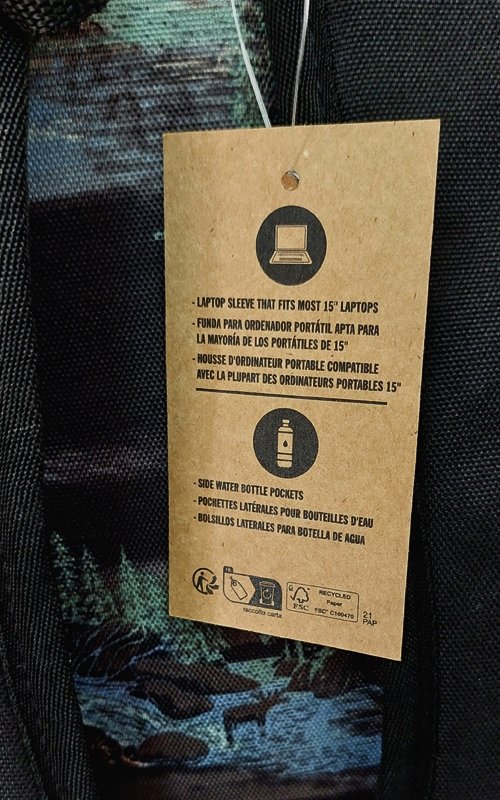 - LAPTOP SLEEVE THAT FITS MOST 15" LAPTOPS
- FUNDA PARA ORDENADOR PORTÁTIL APTA PARA
LA MAYORÍA DE LOS PORTÁTILES DE 15"
- HOUSSE D'ORDINATEUR PORTABLE COMPATIBLE
AVEC LA PLUPART DES ORDINATEURS PORTABLES 15"
- SIDE WATER BOTTLE POCKETS
- POCHETTES LATÉRALES POUR BOUTEILLES D'EAU
- BOLSILLOS LATERALES PARA BOTELLA DE AGUA
raccolta carta
FSC
RECYCLED
Paper
FSC® C100470
21
PAP